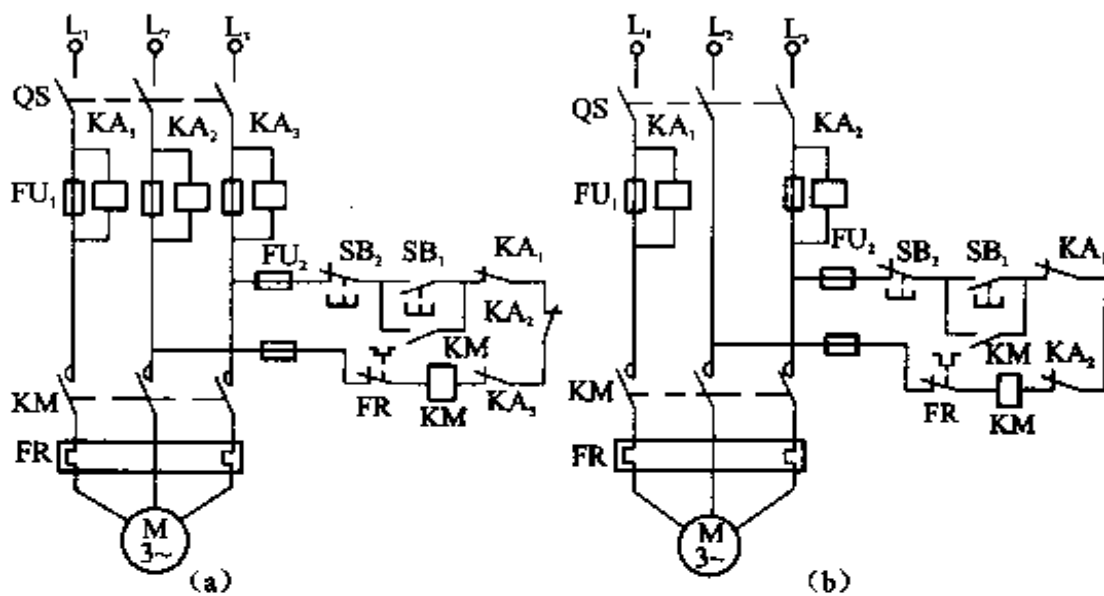 L₁ L₂ L₃
QS
KA₁ KA₂ KA₃
FU₁
FU₂ SB₂ SB₁ KA₁
KA₂
KM
KM
FR KM KA₃
FR
M
3~
(a)
L₁ L₂ L₃
QS
KA₁ KA₂
FU₁
FU₂ SB₂ SB₁ KA₁
KM KA₂
KM
FR KM
FR
M
3~
(b)